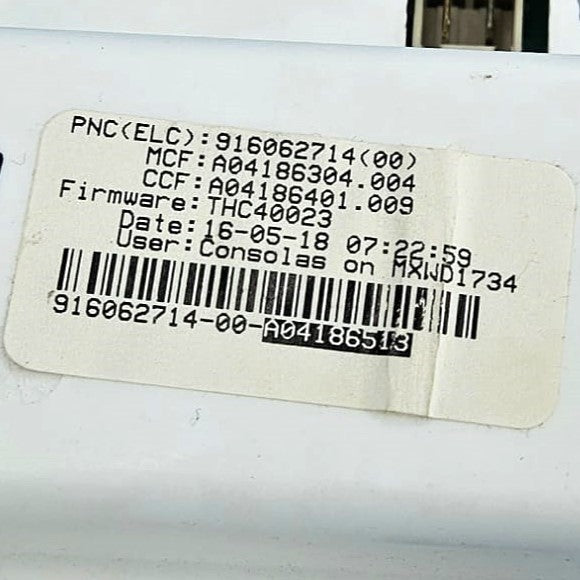 PNC(ELC):916062714(00)
MCF:A04186304.004
CCF:A04186401.009
Firmware:THC40023
Date:16-05-18 07:22:59
User:Consolas on MXWD1734
916062714-00-A04186513